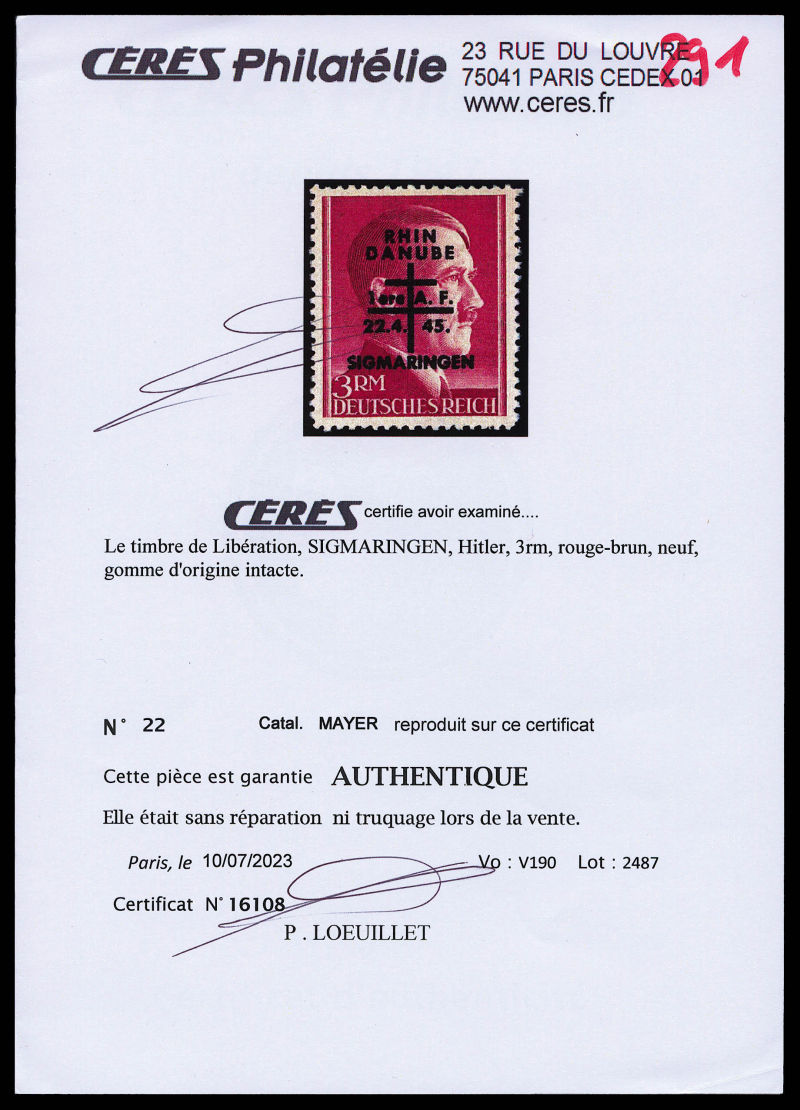 CÉRÈS Philatélie
23 RUE DU LOUVRE
75041 PARIS CEDEX 01
www.ceres.fr
291
RHIN
DANUBE
1ere A. F.
22.4. 45.
SIGMARINGEN
3RM
DEUTSCHES REICH
CÉRÈS certifie avoir examiné....
Le timbre de Libération, SIGMARINGEN, Hitler, 3rm, rouge-brun, neuf,
gomme d'origine intacte.
N° 22 Catal. MAYER reproduit sur ce certificat
Cette pièce est garantie AUTHENTIQUE
Elle était sans réparation ni truquage lors de la vente.
Paris, le 10/07/2023 Vo : V190 Lot : 2487
Certificat N° 16108
P . LOEUILLET